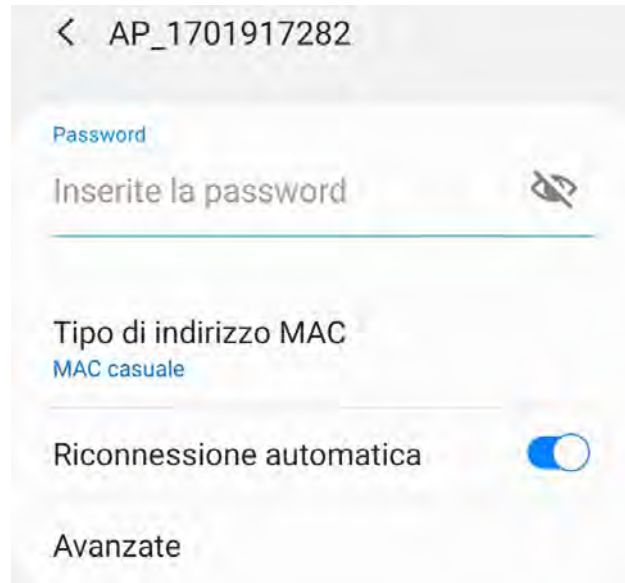 AP_1701917282
Password
Inserite la password
Tipo di indirizzo MAC
MAC casuale
Riconnessione automatica
Avanzate